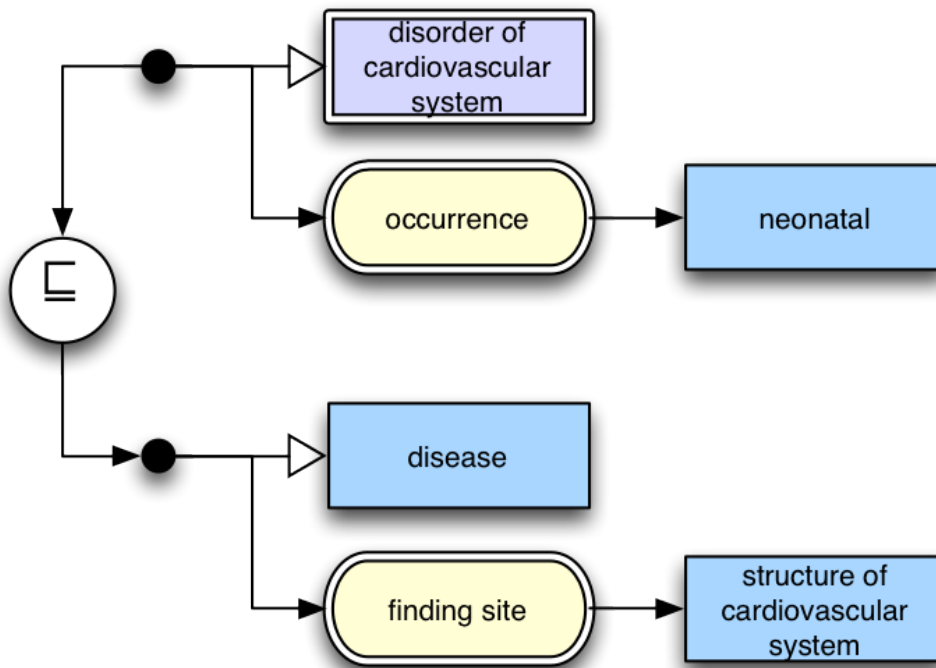 disorder of
cardiovascular
system
occurrence
neonatal
⊑
disease
finding site
structure of
cardiovascular
system